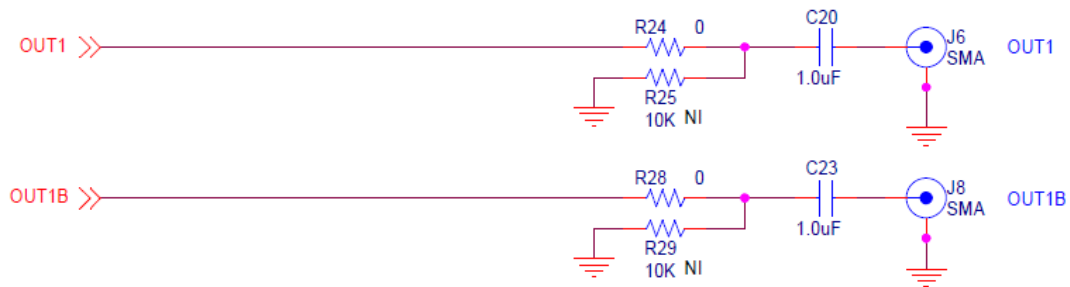 OUT1
R24 0
R25
10K NI
C20
1.0uF
J6
SMA
OUT1
OUT1B
R28 0
R29
10K NI
C23
1.0uF
J8
SMA
OUT1B